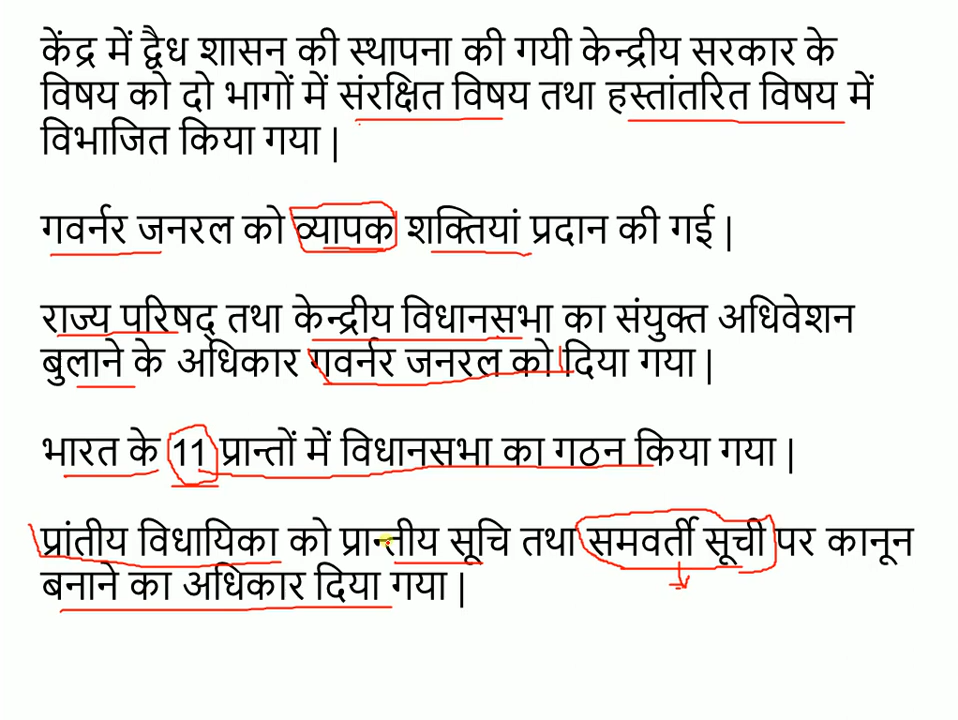 केंद्र में द्वैध शासन की स्थापना की गयी केन्द्रीय सरकार के
विषय को दो भागों में संरक्षित विषय तथा हस्तांतरित विषय में
विभाजित किया गया |
गवर्नर जनरल को व्यापक शक्तियां प्रदान की गई |
राज्य परिषद् तथा केन्द्रीय विधानसभा का संयुक्त अधिवेशन
बुलाने के अधिकार गवर्नर जनरल को दिया गया |
भारत के 11 प्रान्तों में विधानसभा का गठन किया गया |
प्रांतीय विधायिका को प्रान्तीय सूचि तथा समवर्ती सूची पर कानून
बनाने का अधिकार दिया गया |